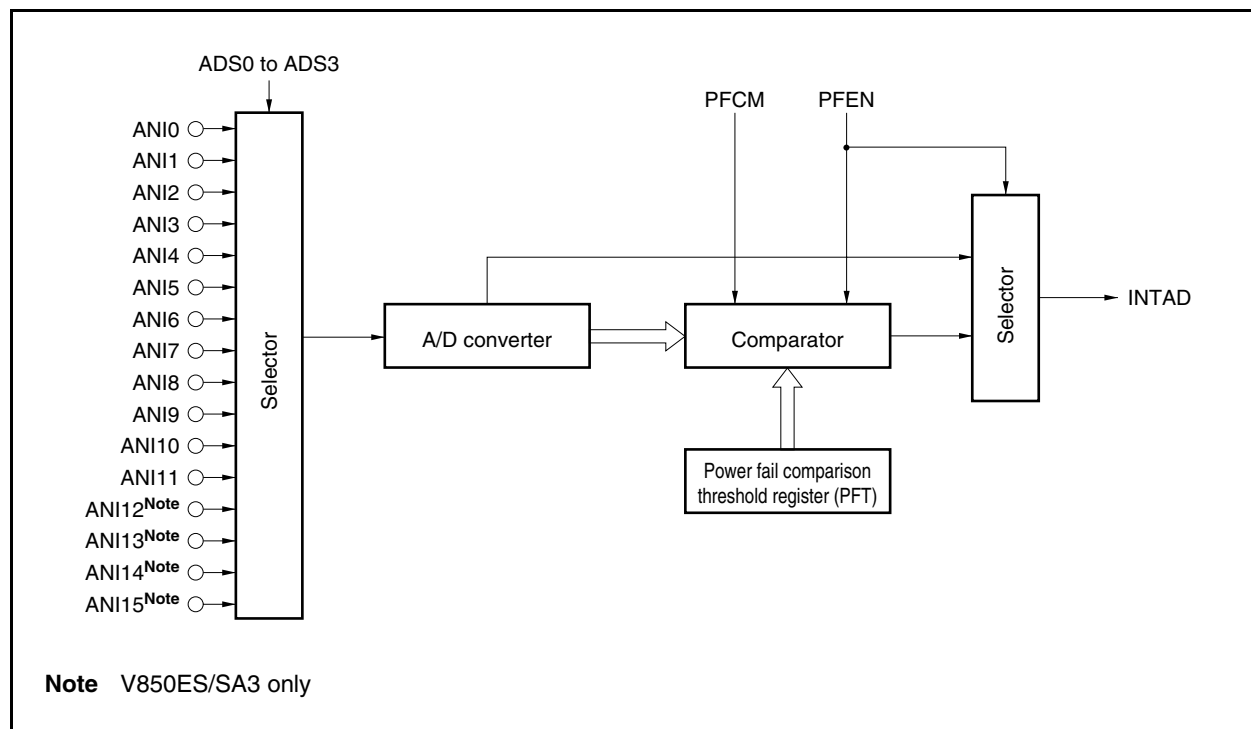 ADS0 to ADS3
PFCM
PFEN
ANI0
ANI1
ANI2
ANI3
ANI4
ANI5
ANI6
ANI7
ANI8
ANI9
ANI10
ANI11
ANI12Note
ANI13Note
ANI14Note
ANI15Note
Selector
A/D converter
Comparator
Selector
INTAD
Power fail comparison
threshold register (PFT)
Note V850ES/SA3 only